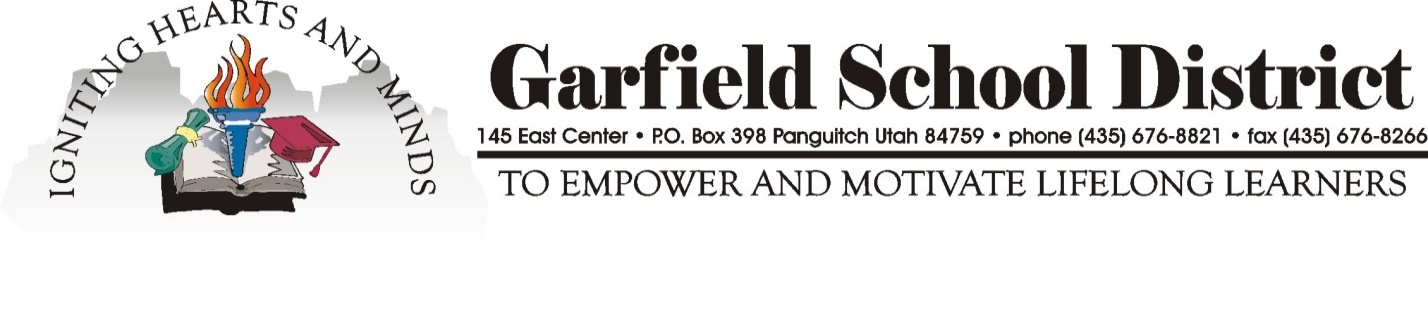 IGNITING HEARTS AND MINDS
Garfield School District
145 East Center • P.O. Box 398 Panguitch Utah 84759 • phone (435) 676-8821 • fax (435) 676-8266
TO EMPOWER AND MOTIVATE LIFELONG LEARNERS